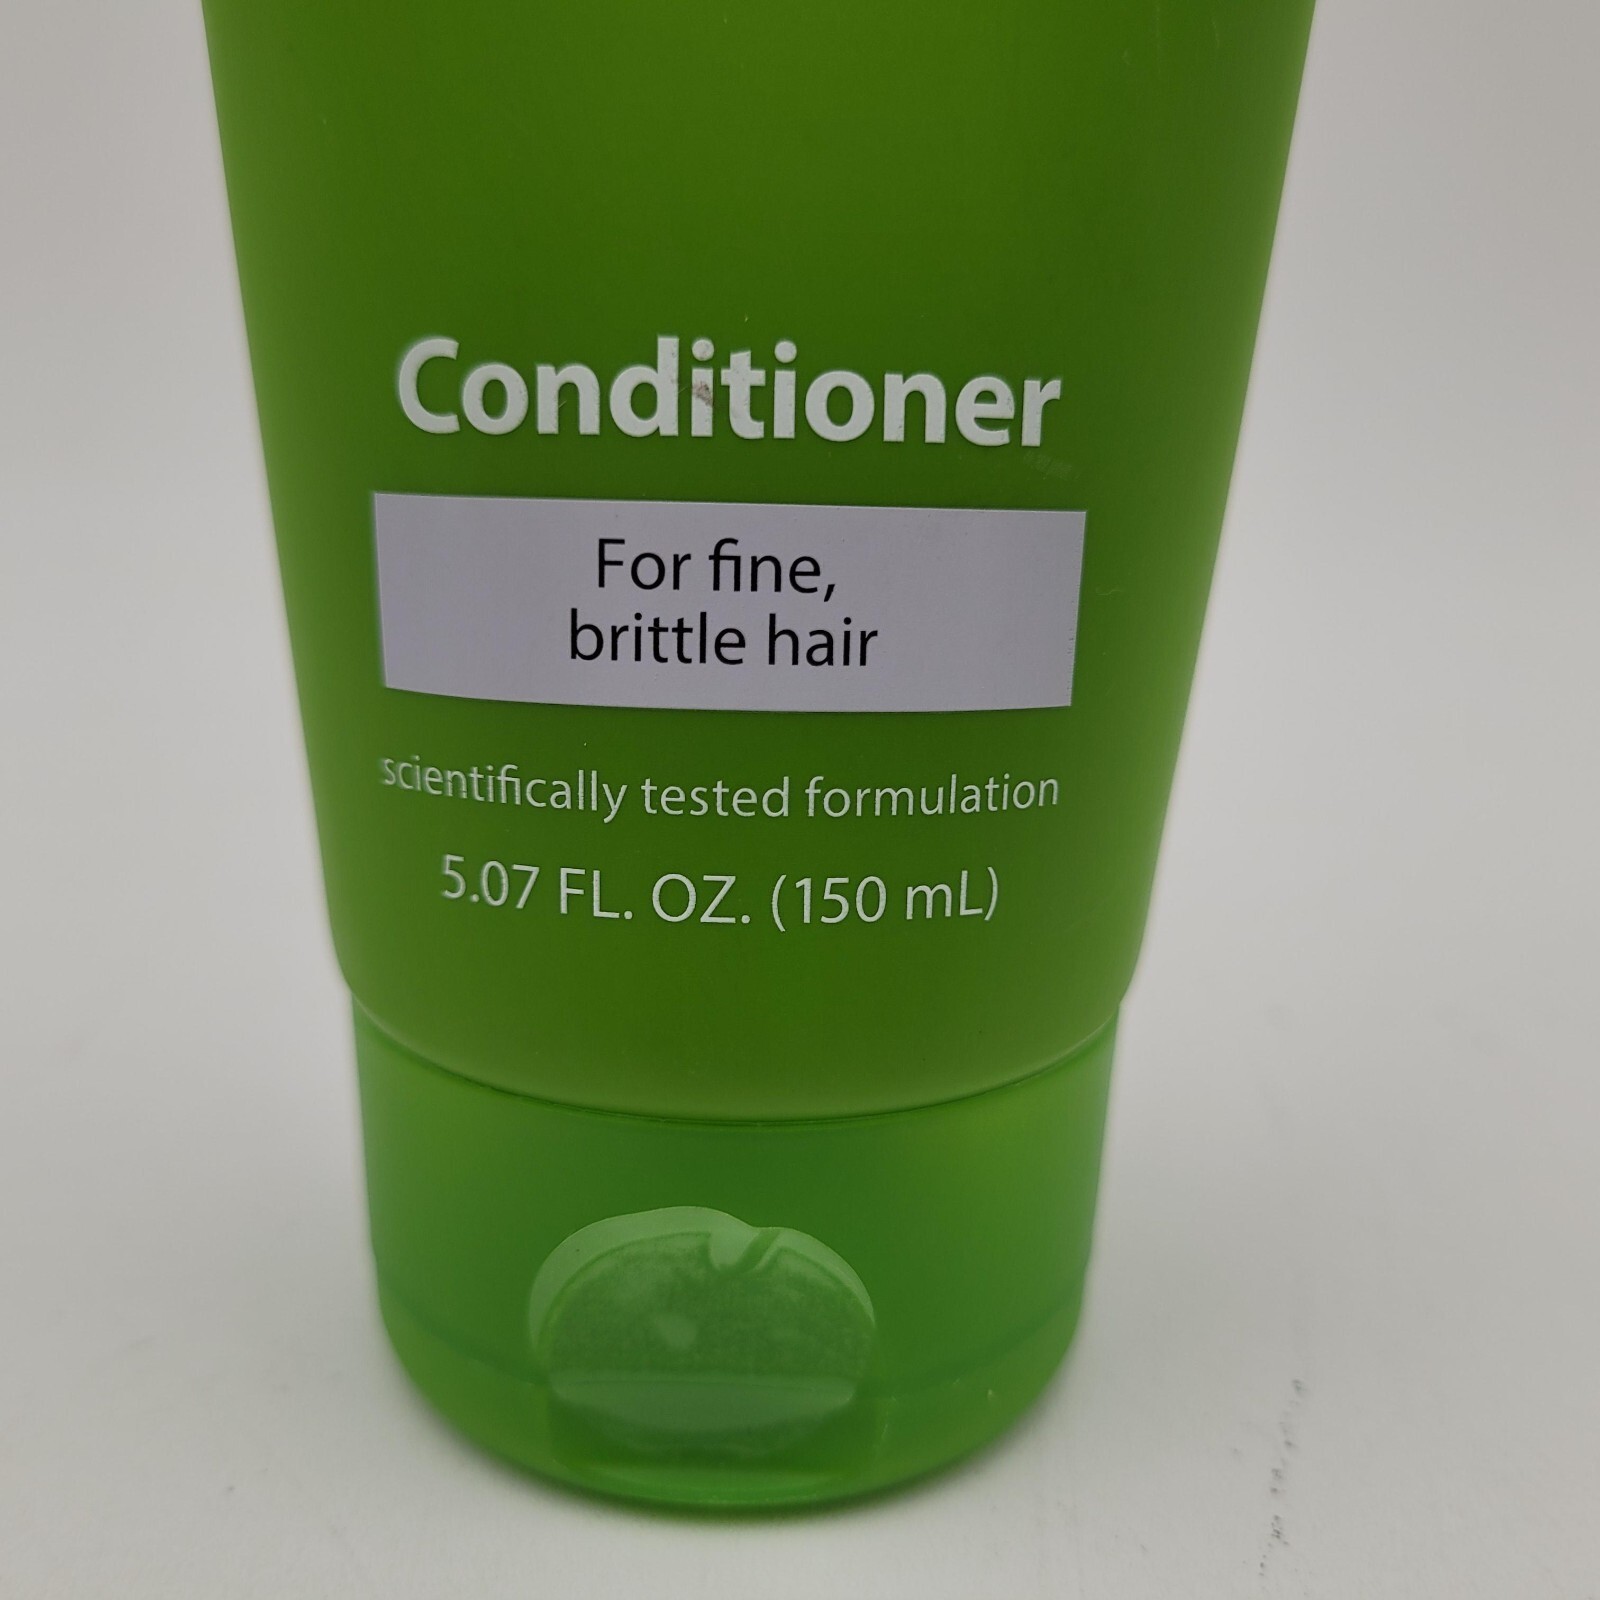 Conditioner
For fine,
brittle hair
scientifically tested formulation
5.07 FL. OZ. (150 mL)